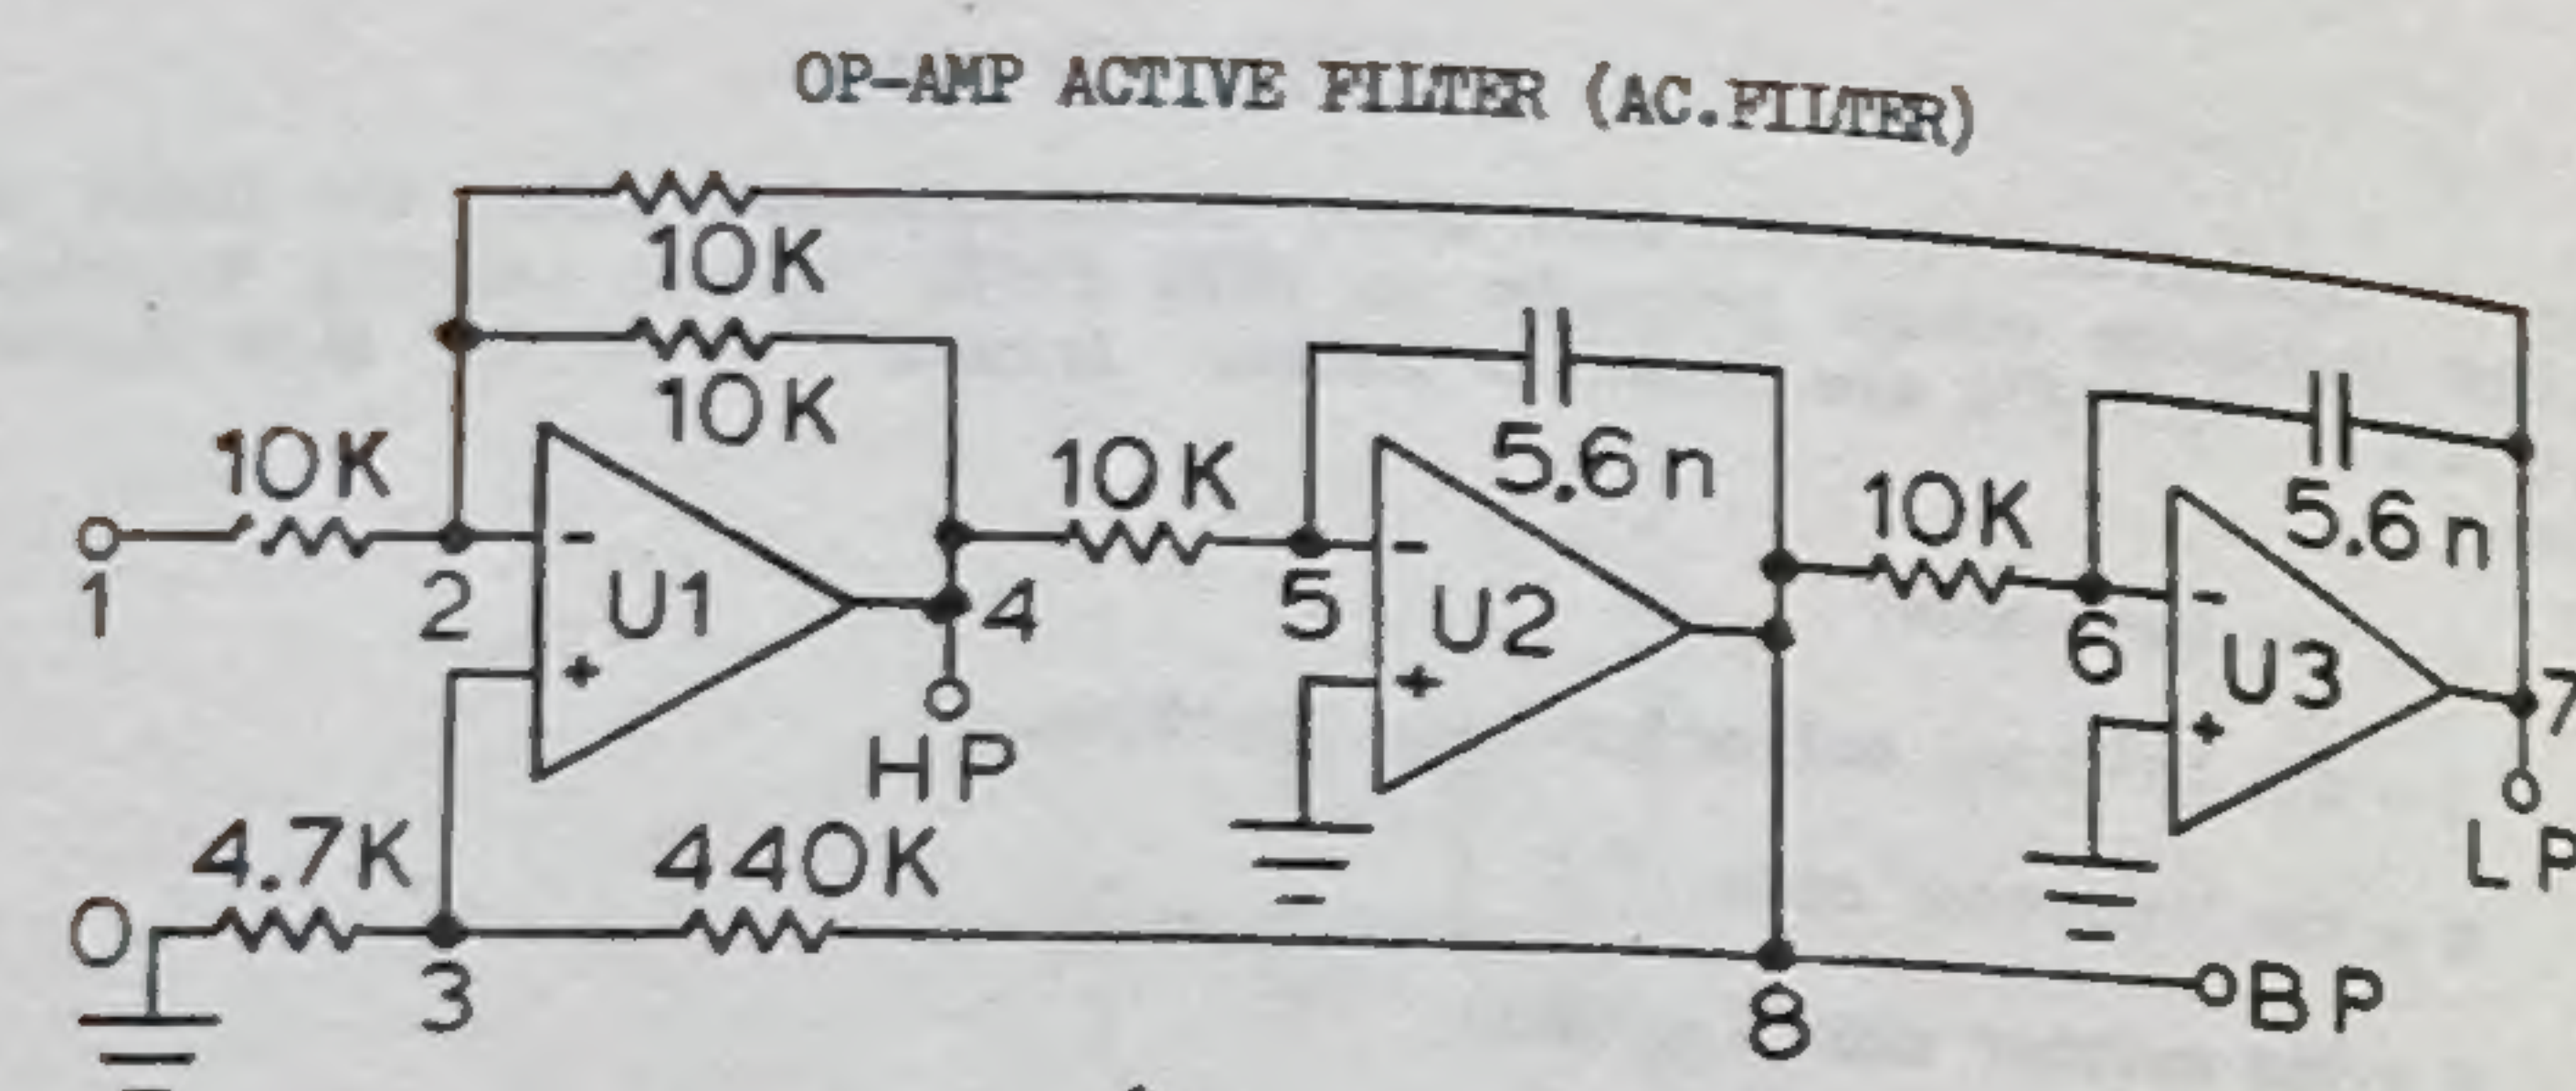 OP-AMP ACTIVE FILTER (AC.FILTER)
10K
10K
10K
10K
5.6n
10K
5.6n
1
2
-
U1
+
4
HP
5
-
U2
+
6
-
U3
+
7
LP
4.7K
440K
0
3
8
BP